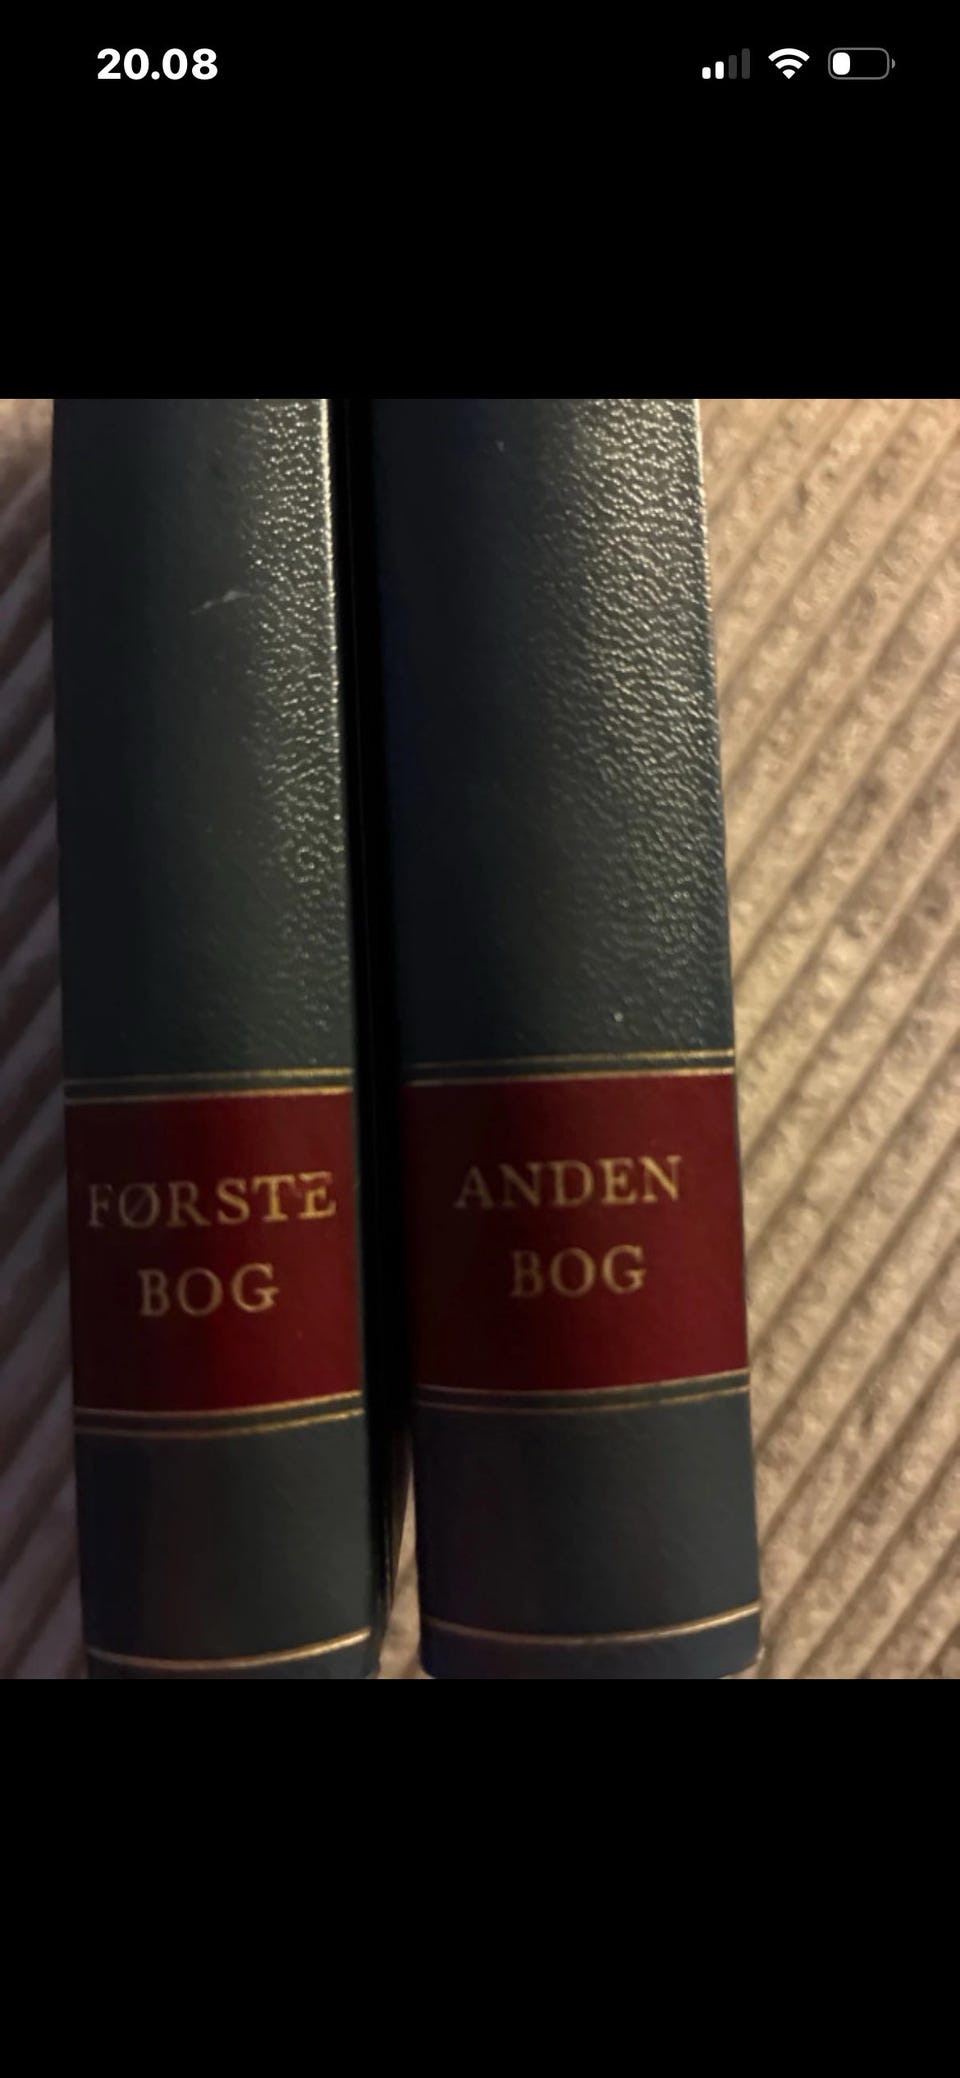 20.08
FØRSTE
BOG
ANDEN
BOG